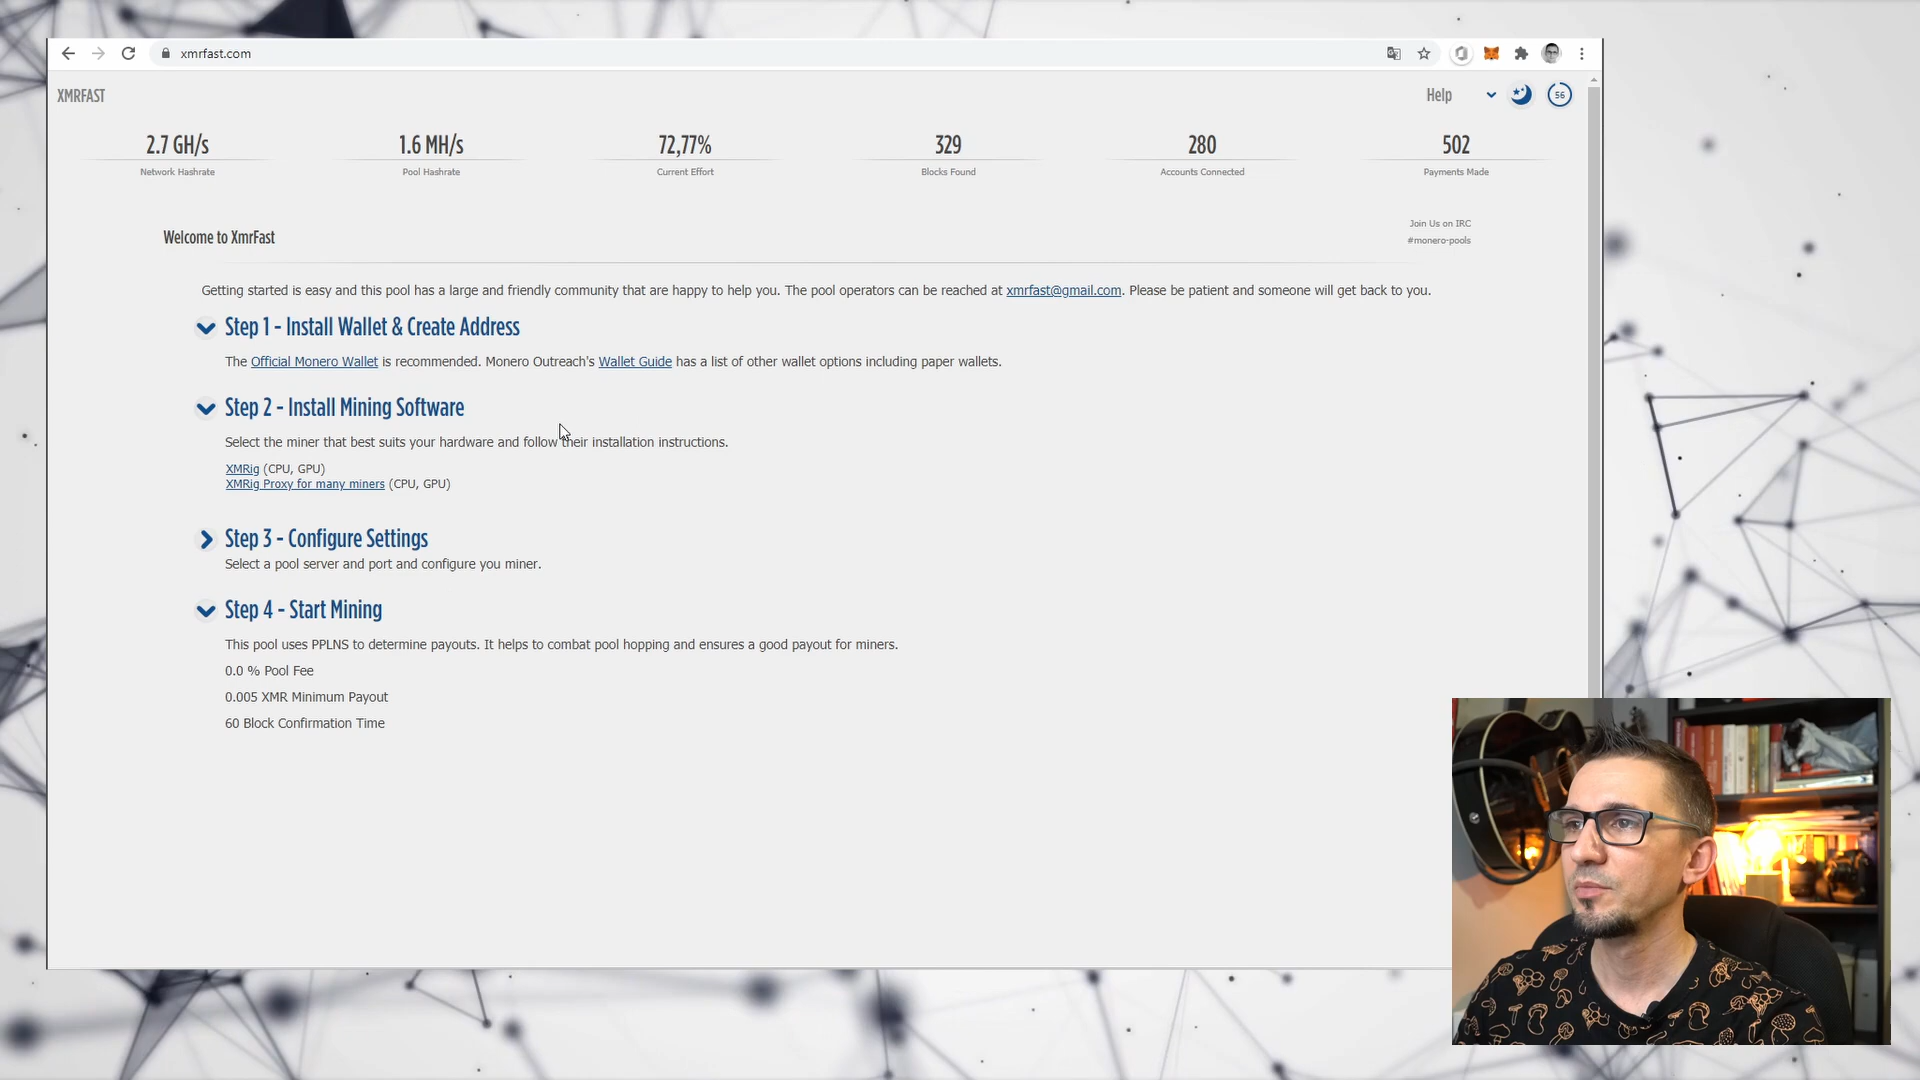 xmrfast.com
XMRFAST
Help
56
2.7 GH/s
1.6 MH/s
72,77%
329
280
502
Network Hashrate
Pool Hashrate
Current Effort
Blocks Found
Accounts Connected
Payments Made
Welcome to XmrFast
Join Us on IRC
#monero-pools
Getting started is easy and this pool has a large and friendly community that are happy to help you. The pool operators can be reached at xmrfast@gmail.com. Please be patient and someone will get back to you.
Step 1 - Install Wallet & Create Address
The Official Monero Wallet is recommended. Monero Outreach's Wallet Guide has a list of other wallet options including paper wallets.
Step 2 - Install Mining Software
Select the miner that best suits your hardware and follow their installation instructions.
XMRig (CPU, GPU)
XMRig Proxy for many miners (CPU, GPU)
Step 3 - Configure Settings
Select a pool server and port and configure you miner.
Step 4 - Start Mining
This pool uses PPLNS to determine payouts. It helps to combat pool hopping and ensures a good payout for miners.
0.0 % Pool Fee
0.005 XMR Minimum Payout
60 Block Confirmation Time